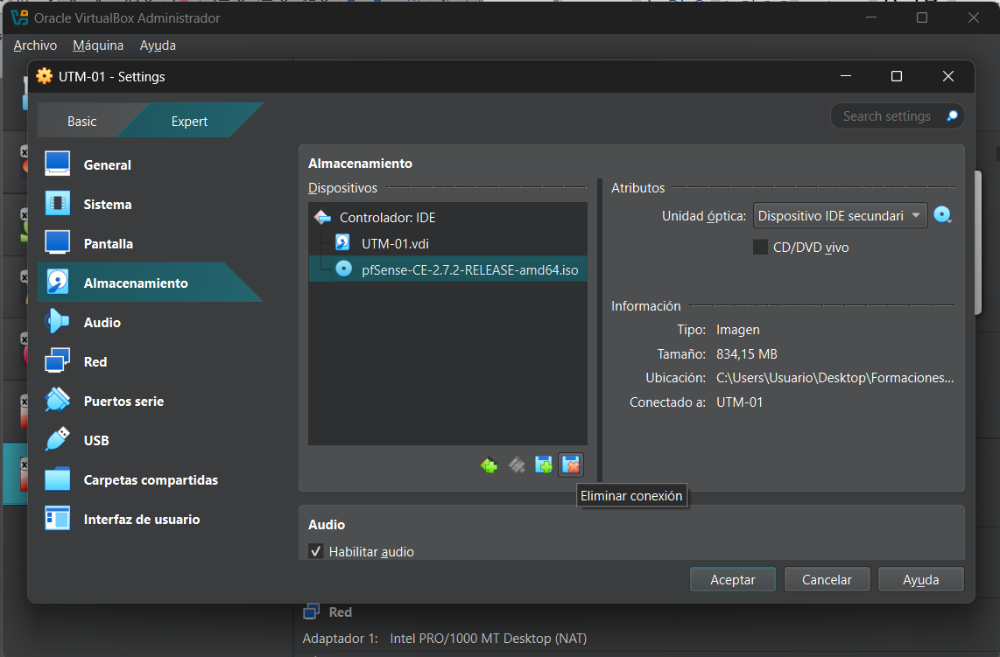 Oracle VirtualBox Administrador
Archivo Máquina Ayuda
UTM-01 - Settings
Basic Expert
Search settings
General
Sistema
Pantalla
Almacenamiento
Audio
Red
Puertos serie
USB
Carpetas compartidas
Interfaz de usuario
Almacenamiento
Dispositivos
Controlador: IDE
UTM-01.vdi
pfSense-CE-2.7.2-RELEASE-amd64.iso
Eliminar conexión
Atributos
Unidad óptica: Dispositivo IDE secundari
CD/DVD vivo
Información
Tipo: Imagen
Tamaño: 834,15 MB
Ubicación: C:\Users\Usuario\Desktop\Formaciones...
Conectado a: UTM-01
Audio
Habilitar audio
Aceptar Cancelar Ayuda
Red
Adaptador 1: Intel PRO/1000 MT Desktop (NAT)